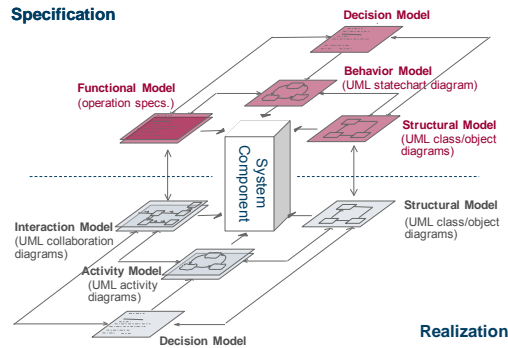 Specification
Decision Model
Behavior Model
(UML statechart diagram)
Functional Model
(operation specs.)
Structural Model
(UML class/object
diagrams)
System
Component
Interaction Model
(UML collaboration
diagrams)
Structural Model
(UML class/object
diagrams)
Activity Model
(UML activity
diagrams)
Decision Model
Realization